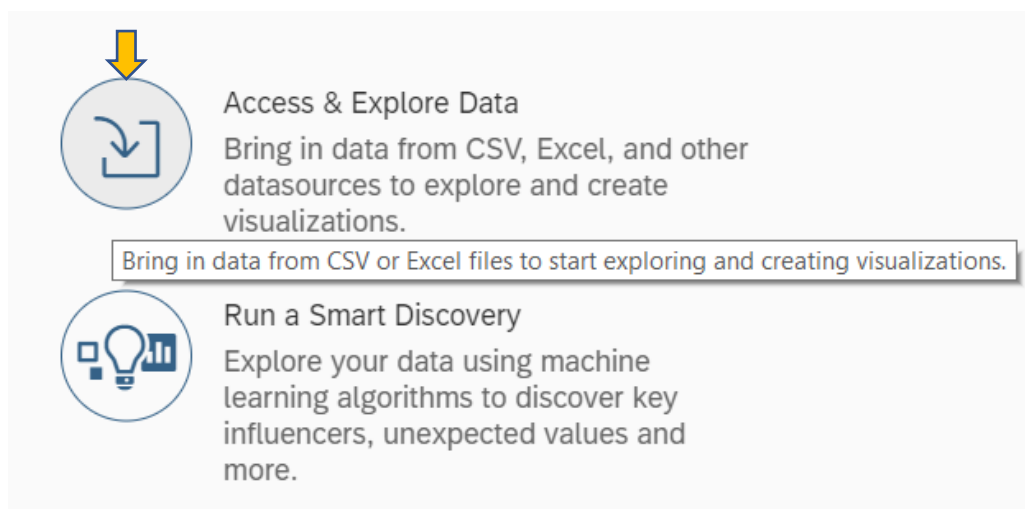 Access & Explore Data
Bring in data from CSV, Excel, and other
datasources to explore and create
visualizations.
Bring in data from CSV or Excel files to start exploring and creating visualizations.
Run a Smart Discovery
Explore your data using machine
learning algorithms to discover key
influencers, unexpected values and
more.